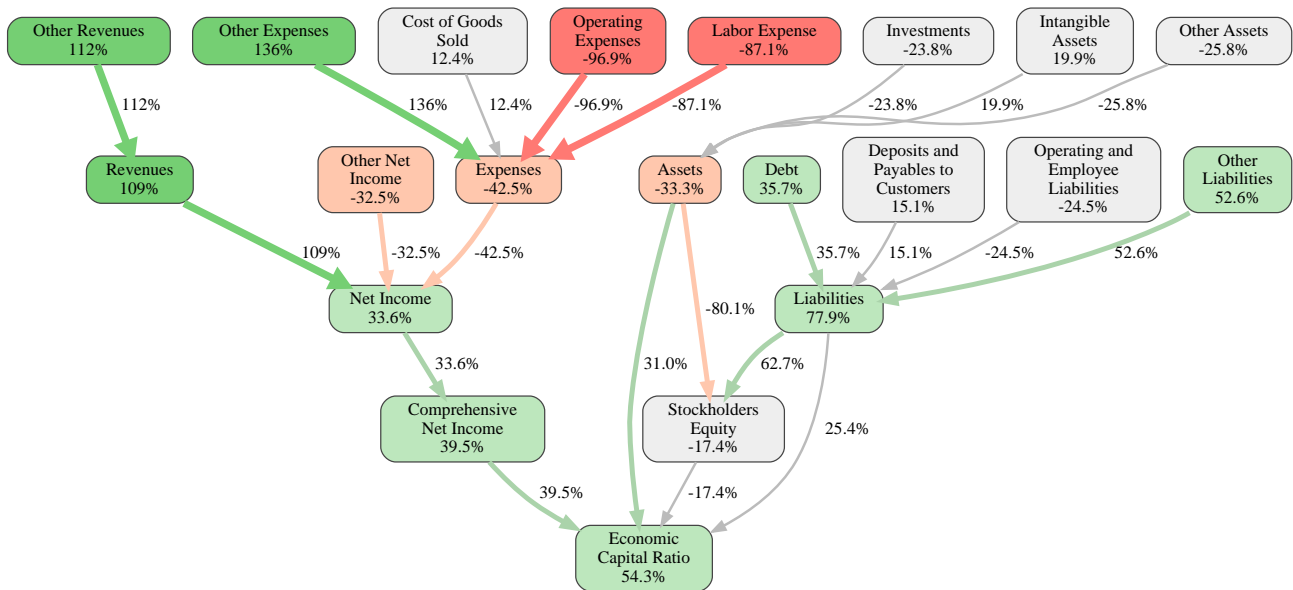 Other Revenues
112%
Other Expenses
136%
Cost of Goods
Sold
12.4%
Operating
Expenses
-96.9%
Labor Expense
-87.1%
Investments
-23.8%
Intangible
Assets
19.9%
Other Assets
-25.8%
112%
136%
12.4%
-96.9%
-87.1%
-23.8%
19.9%
-25.8%
Revenues
109%
Other Net
Income
-32.5%
Expenses
-42.5%
Assets
-33.3%
Debt
35.7%
Deposits and
Payables to
Customers
15.1%
Operating and
Employee
Liabilities
-24.5%
Other
Liabilities
52.6%
109%
-32.5%
-42.5%
35.7%
15.1%
-24.5%
52.6%
Net Income
33.6%
-80.1%
Liabilities
77.9%
33.6%
31.0%
62.7%
25.4%
Comprehensive
Net Income
39.5%
Stockholders
Equity
-17.4%
39.5%
-17.4%
Economic
Capital Ratio
54.3%